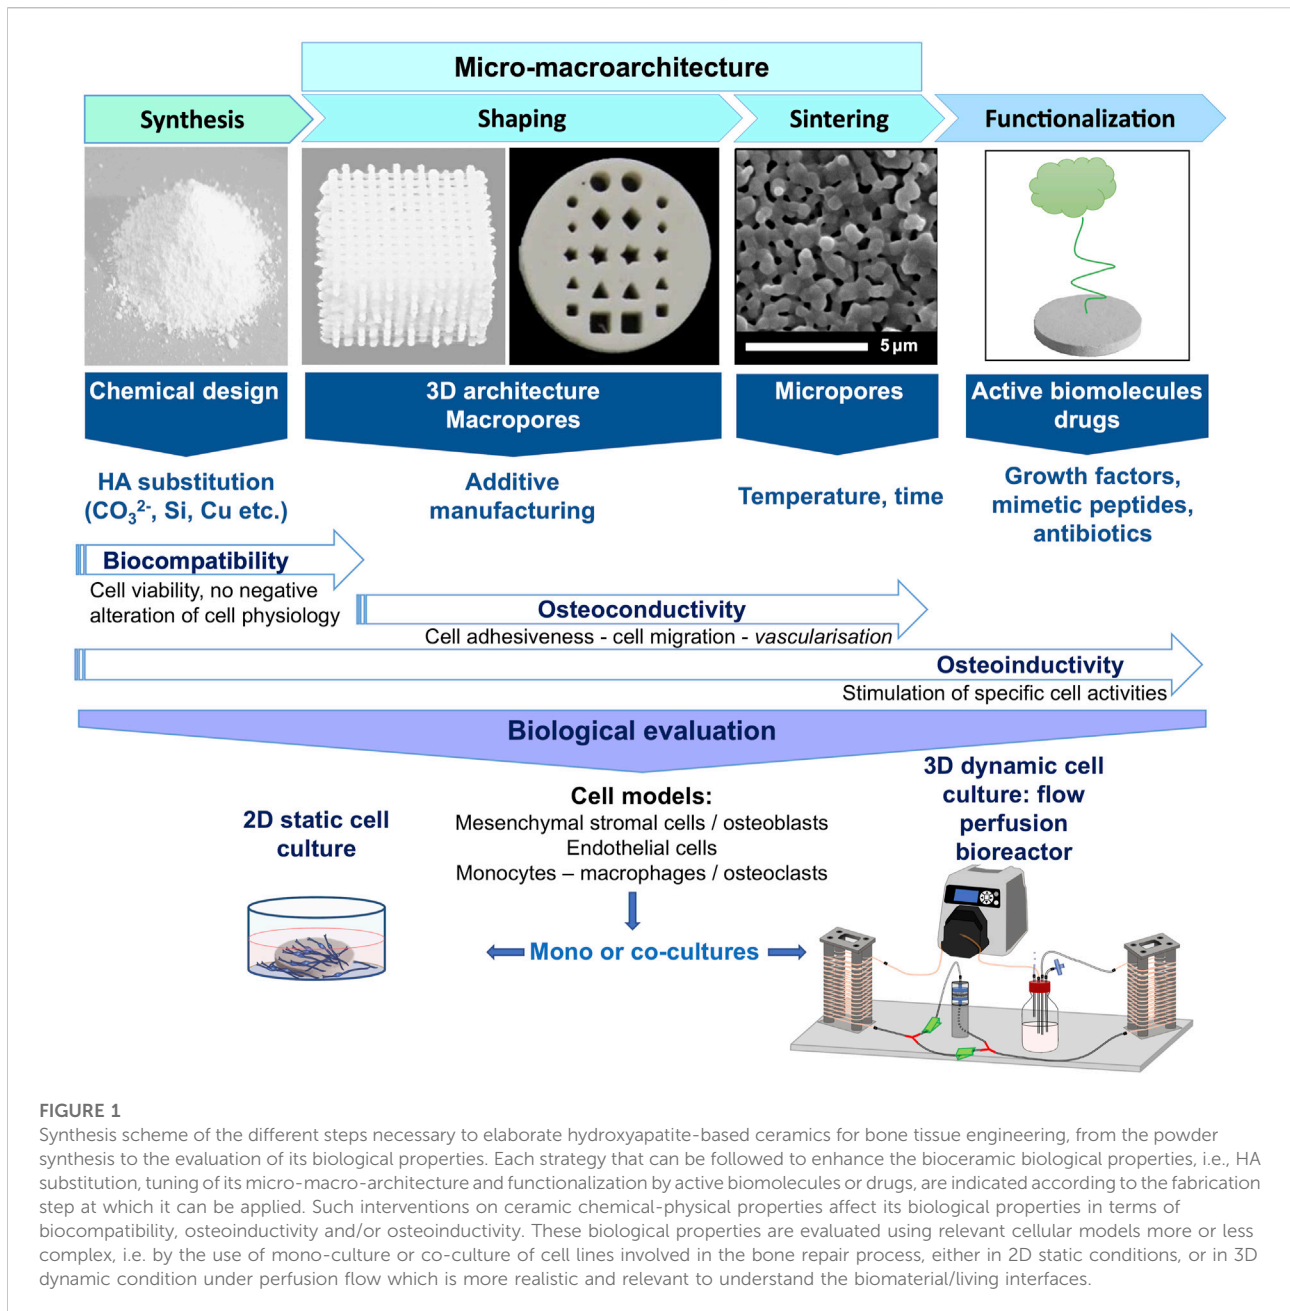 Micro-macroarchitecture
Synthesis
Shaping
Sintering
Functionalization
5 µm
Chemical design
3D architecture
Macropores
Micropores
Active biomolecules
drugs
HA substitution
(CO₃²⁻, Si, Cu etc.)
Additive
manufacturing
Temperature, time
Growth factors,
mimetic peptides,
antibiotics
Biocompatibility
Cell viability, no negative
alteration of cell physiology
Osteoconductivity
Cell adhesiveness - cell migration - vascularisation
Osteoinductivity
Stimulation of specific cell activities
Biological evaluation
2D static cell
culture
Cell models:
Mesenchymal stromal cells / osteoblasts
Endothelial cells
Monocytes – macrophages / osteoclasts
Mono or co-cultures
3D dynamic cell
culture: flow
perfusion
bioreactor
FIGURE 1
Synthesis scheme of the different steps necessary to elaborate hydroxyapatite-based ceramics for bone tissue engineering, from the powder
synthesis to the evaluation of its biological properties. Each strategy that can be followed to enhance the bioceramic biological properties, i.e., HA
substitution, tuning of its micro-macro-architecture and functionalization by active biomolecules or drugs, are indicated according to the fabrication
step at which it can be applied. Such interventions on ceramic chemical-physical properties affect its biological properties in terms of
biocompatibility, osteoinductivity and/or osteoinductivity. These biological properties are evaluated using relevant cellular models more or less
complex, i.e. by the use of mono-culture or co-culture of cell lines involved in the bone repair process, either in 2D static conditions, or in 3D
dynamic condition under perfusion flow which is more realistic and relevant to understand the biomaterial/living interfaces.